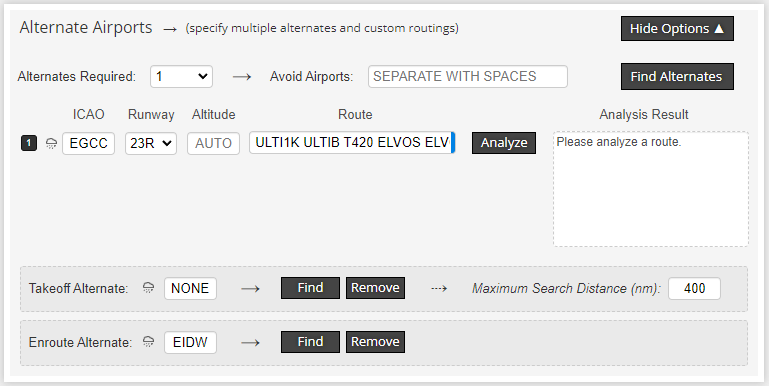 Alternate Airports → (specify multiple alternates and custom routings)
Hide Options ▲
Alternates Required: 1 → Avoid Airports: SEPARATE WITH SPACES Find Alternates
ICAO Runway Altitude Route Analysis Result
1 EGCC 23R AUTO ULTI1K ULTIB T420 ELVOS ELV Analyze Please analyze a route.
Takeoff Alternate: NONE → Find Remove ⇢ Maximum Search Distance (nm): 400
Enroute Alternate: EIDW → Find Remove